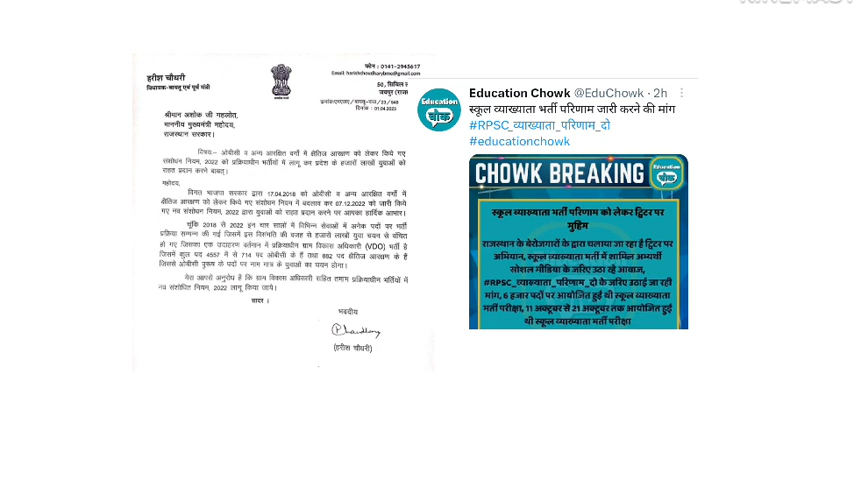 हरीश चौधरी
विधायक-बायतु एवं पूर्व मंत्री
फोन : 0141-2945617
Email: harishchoudharybmr@gmail.com
50, सिविल
जयपुर
01.04.2023
श्रीमान अशोक जी गहलोत,
माननीय मुख्यमंत्री महोदय,
राजस्थान सरकार।
विषय:- ओबीसी व अन्य आरक्षित वर्गो में क्षैतिज आरक्षण को लेकर किये गए
संशोधन नियम, 2022 को प्रक्रियाधीन भर्तियों में लागू कर प्रदेश के हजारों लाखों युवाओं को
राहत प्रदान करने बाबत्।
महोदय,
विगत भाजपा सरकार द्वारा 17.04.2018 को ओबीसी व अन्य आरक्षित वर्गो में
क्षैतिज आरक्षण को लेकर किये गए संशोधन नियम में बदलाव कर 07.12.2022 को जारी किये
गए नव संशोधन नियम, 2022 द्वारा युवाओं को राहत प्रदान करने पर आपका हार्दिक आभार।
चूंकि 2018 से 2022 इन चार सालों में विभिन्न सेवाओं में अनेक पदों पर भर्ती
प्रक्रिया सम्पन्न की गई जिसमें इस विसंगति की वजह से हजारों लाखों युवा चयन से वंचित
हो गए जिसका एक उदाहरण वर्तमान में प्रक्रियाधीन ग्राम विकास अधिकारी (VDO) भर्ती है
जिसमें कुल पद 4557 में से 714 पद ओबीसी के हैं तथा 662 पद क्षैतिज आरक्षण के हैं
जिससे ओबीसी पुरूष के पदों पर नाम मात्र के युवाओं का चयन होगा।
मेरा आपसे अनुरोध है कि ग्राम विकास अधिकारी सहित तमाम प्रक्रियाधीन भर्तियों में
नव संशोधित नियम, 2022 लागू किया जाये।
सादर।
भवदीय
(हरीश चौधरी)
Education Chowk @EduChowk · 2h
स्कूल व्याख्याता भर्ती परिणाम जारी करने की मांग
#RPSC_व्याख्याता_परिणाम_दो
#educationchowk
Education चौक
CHOWK BREAKING
Education चौक
स्कूल व्याख्याता भर्ती परिणाम को लेकर ट्विटर पर
मुहिम
राजस्थान के बेरोजगारों के द्वारा चलाया जा रहा है ट्विटर पर
अभियान, स्कूल व्याख्याता भर्ती में शामिल अभ्यर्थी
सोशल मीडिया के जरिए उठा रहे आवाज,
#RPSC_व्याख्याता_परिणाम_दो के जरिए उठाई जा रही
मांग, 6 हजार पदों पर आयोजित हुई थी स्कूल व्याख्याता
भर्ती परीक्षा, 11 अक्टूबर से 21 अक्टूबर तक आयोजित हुई
थी स्कूल व्याख्याता भर्ती परीक्षा